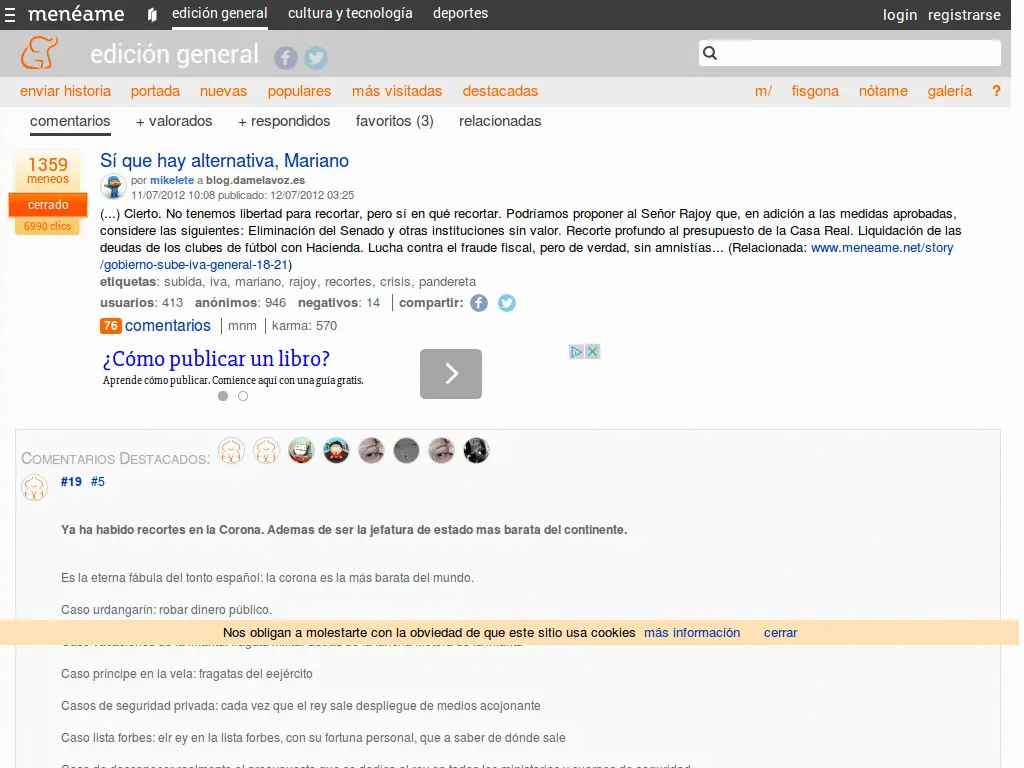 menéame edición general cultura y tecnología deportes login registrarse
edición general
enviar historia portada nuevas populares más visitadas destacadas m/ fisgona nótame galería ?
comentarios + valorados + respondidos favoritos (3) relacionadas
1359
meneos
cerrado
6990 clics
Sí que hay alternativa, Mariano
por mikelete a blog.damelavoz.es
11/07/2012 10:08 publicado: 12/07/2012 03:25
(...) Cierto. No tenemos libertad para recortar, pero sí en qué recortar. Podríamos proponer al Señor Rajoy que, en adición a las medidas aprobadas,
considere las siguientes: Eliminación del Senado y otras instituciones sin valor. Recorte profundo al presupuesto de la Casa Real. Liquidación de las
deudas de los clubes de fútbol con Hacienda. Lucha contra el fraude fiscal, pero de verdad, sin amnistías... (Relacionada: www.meneame.net/story
/gobierno-sube-iva-general-18-21)
etiquetas: subida, iva, mariano, rajoy, recortes, crisis, pandereta
usuarios: 413 anónimos: 946 negativos: 14 compartir:
76 comentarios mnm karma: 570
¿Cómo publicar un libro?
Aprende cómo publicar. Comience aquí con una guía gratis.
Comentarios Destacados:
#19 #5
Ya ha habido recortes en la Corona. Ademas de ser la jefatura de estado mas barata del continente.
Es la eterna fábula del tonto español: la corona es la más barata del mundo.
Caso urdangarín: robar dinero público.
Nos obligan a molestarte con la obviedad de que este sitio usa cookies más información cerrar
Caso príncipe en la vela: fragatas del eejército
Casos de seguridad privada: cada vez que el rey sale despliegue de medios acojonante
Caso lista forbes: elr ey en la lista forbes, con su fortuna personal, que a saber de dónde sale